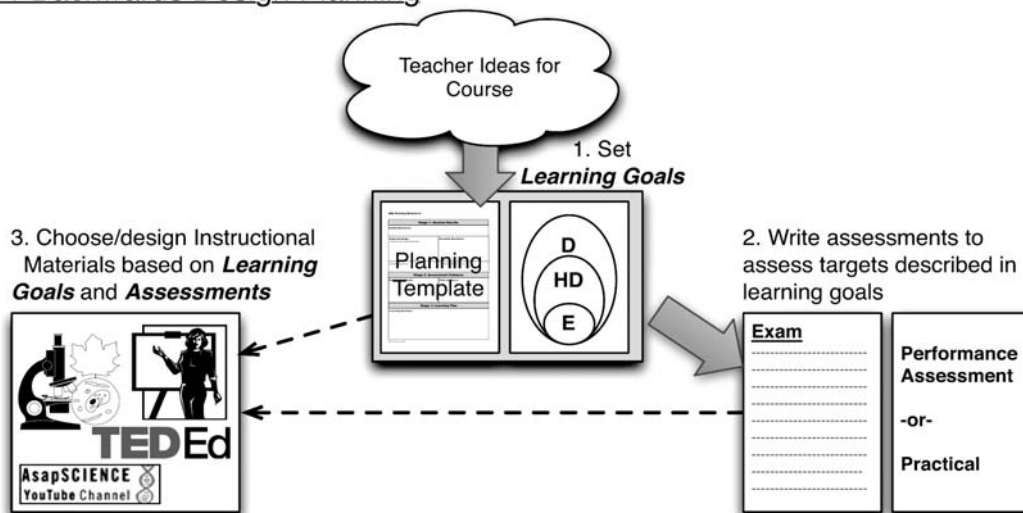 Teacher Ideas for
Course
1. Set
Learning Goals
Planning
Template
D
HD
E
3. Choose/design Instructional
Materials based on Learning
Goals and Assessments
TEDEd
AsapSCIENCE
YouTube Channel
2. Write assessments to
assess targets described in
learning goals
Exam
Performance
Assessment
-or-
Practical